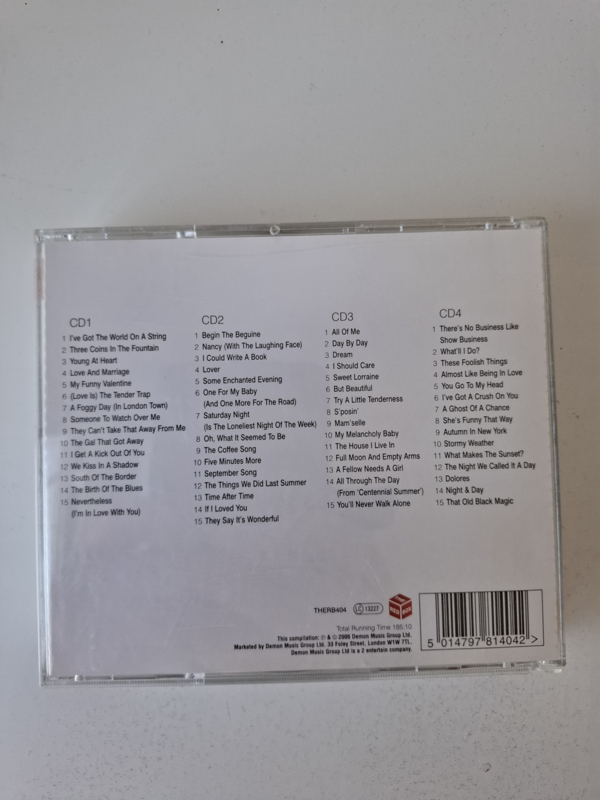 CD1
1 I've Got The World On A String
2 Three Coins In The Fountain
3 Young At Heart
4 Love And Marriage
5 My Funny Valentine
6 (Love Is) The Tender Trap
7 A Foggy Day (In London Town)
8 Someone To Watch Over Me
9 They Can't Take That Away From Me
10 The Gal That Got Away
11 I Get A Kick Out Of You
12 We Kiss In A Shadow
13 South Of The Border
14 The Birth Of The Blues
15 Nevertheless
(I'm In Love With You)
CD2
1 Begin The Beguine
2 Nancy (With The Laughing Face)
3 I Could Write A Book
4 Lover
5 Some Enchanted Evening
6 One For My Baby
(And One More For The Road)
7 Saturday Night
(Is The Loneliest Night Of The Week)
8 Oh, What It Seemed To Be
9 The Coffee Song
10 Five Minutes More
11 September Song
12 The Things We Did Last Summer
13 Time After Time
14 If I Loved You
15 They Say It's Wonderful
CD3
1 All Of Me
2 Day By Day
3 Dream
4 I Should Care
5 Sweet Lorraine
6 But Beautiful
7 Try A Little Tenderness
8 S'posin'
9 Mam'selle
10 My Melancholy Baby
11 The House I Live In
12 Full Moon And Empty Arms
13 A Fellow Needs A Girl
14 All Through The Day
(From 'Centennial Summer')
15 You'll Never Walk Alone
CD4
1 There's No Business Like
Show Business
2 What'll I Do?
3 These Foolish Things
4 Almost Like Being In Love
5 You Go To My Head
6 I've Got A Crush On You
7 A Ghost Of A Chance
8 She's Funny That Way
9 Autumn In New York
10 Stormy Weather
11 What Makes The Sunset?
12 The Night We Called It A Day
13 Dolores
14 Night & Day
15 That Old Black Magic
THERB404
LC 13227
RED BOX
Total Running Time 185:10
This compilation: ℗ & © 2006 Demon Music Group Ltd.
Marketed by Demon Music Group Ltd. 33 Foley Street, London W1W 7TL.
Demon Music Group Ltd is a 2 entertain company.
5 014797 814042 >